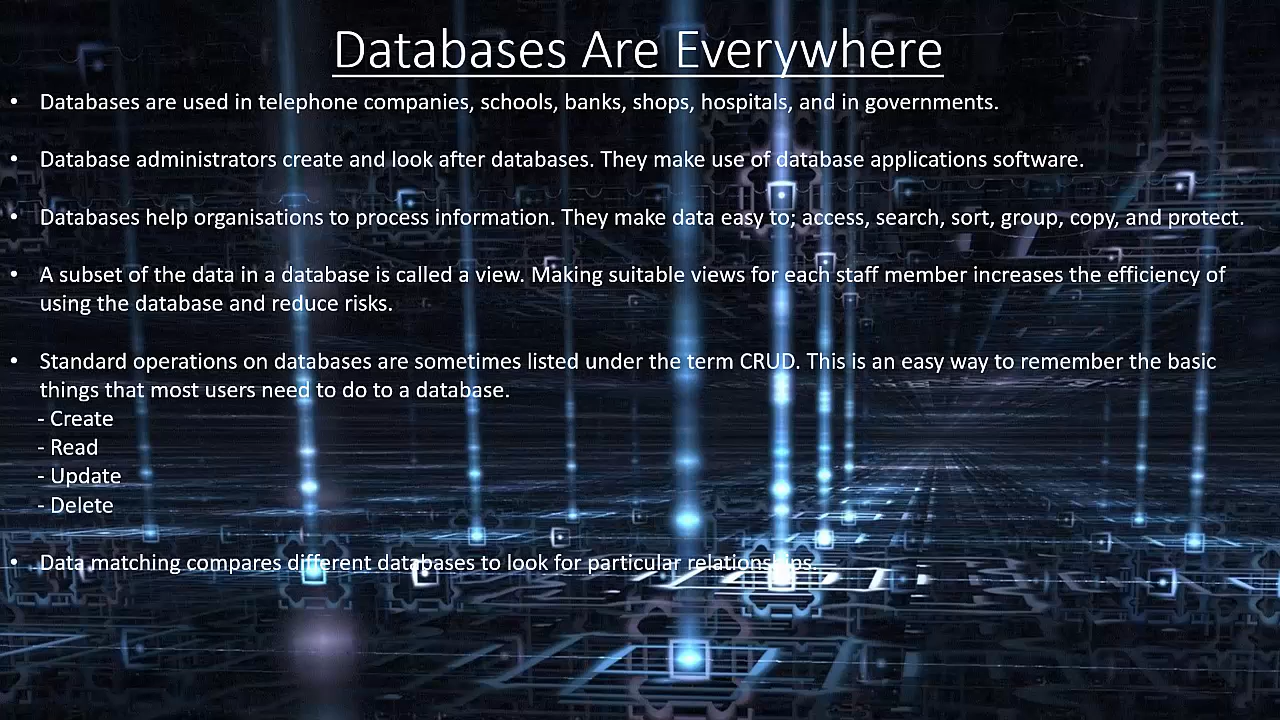 Databases Are Everywhere
• Databases are used in telephone companies, schools, banks, shops, hospitals, and in governments.
• Database administrators create and look after databases. They make use of database applications software.
• Databases help organisations to process information. They make data easy to; access, search, sort, group, copy, and protect.
• A subset of the data in a database is called a view. Making suitable views for each staff member increases the efficiency of
using the database and reduce risks.
• Standard operations on databases are sometimes listed under the term CRUD. This is an easy way to remember the basic
things that most users need to do to a database.
- Create
- Read
- Update
- Delete
• Data matching compares different databases to look for particular relationships.